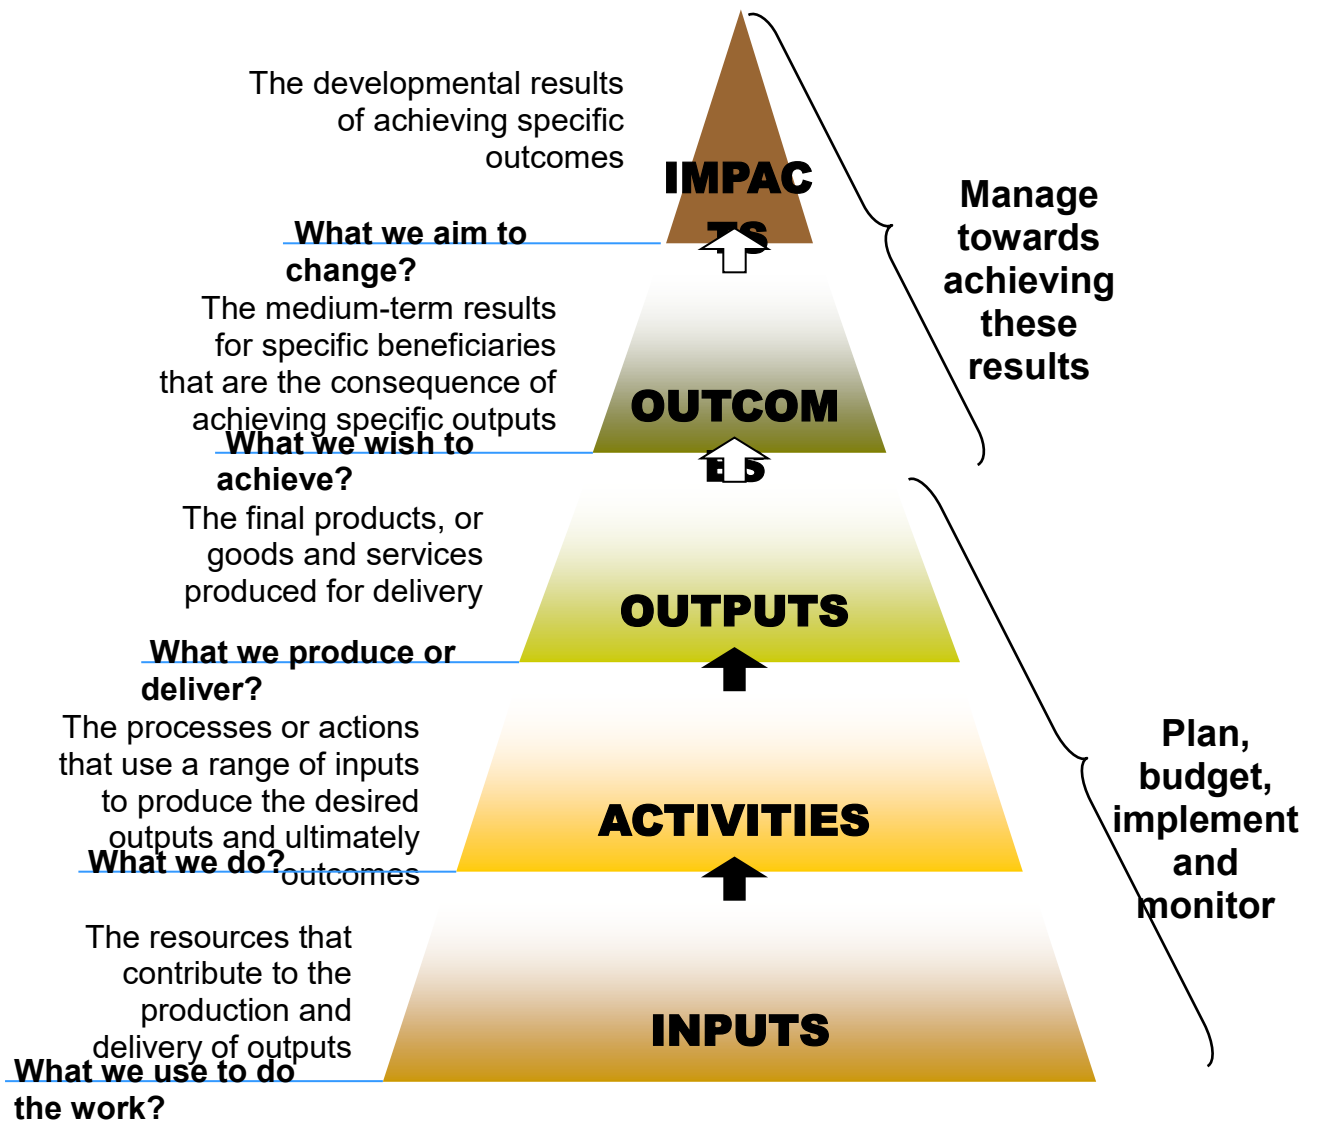 The developmental results
of achieving specific
outcomes
IMPAC
TS
What we aim to
change?
Manage
towards
achieving
these
results
The medium-term results
for specific beneficiaries
that are the consequence of
achieving specific outputs
OUTCOM
ES
What we wish to
achieve?
The final products, or
goods and services
produced for delivery
OUTPUTS
What we produce or
deliver?
The processes or actions
that use a range of inputs
to produce the desired
outputs and ultimately
outcomes
ACTIVITIES
What we do?
Plan,
budget,
implement
and
monitor
The resources that
contribute to the
production and
delivery of outputs
INPUTS
What we use to do
the work?